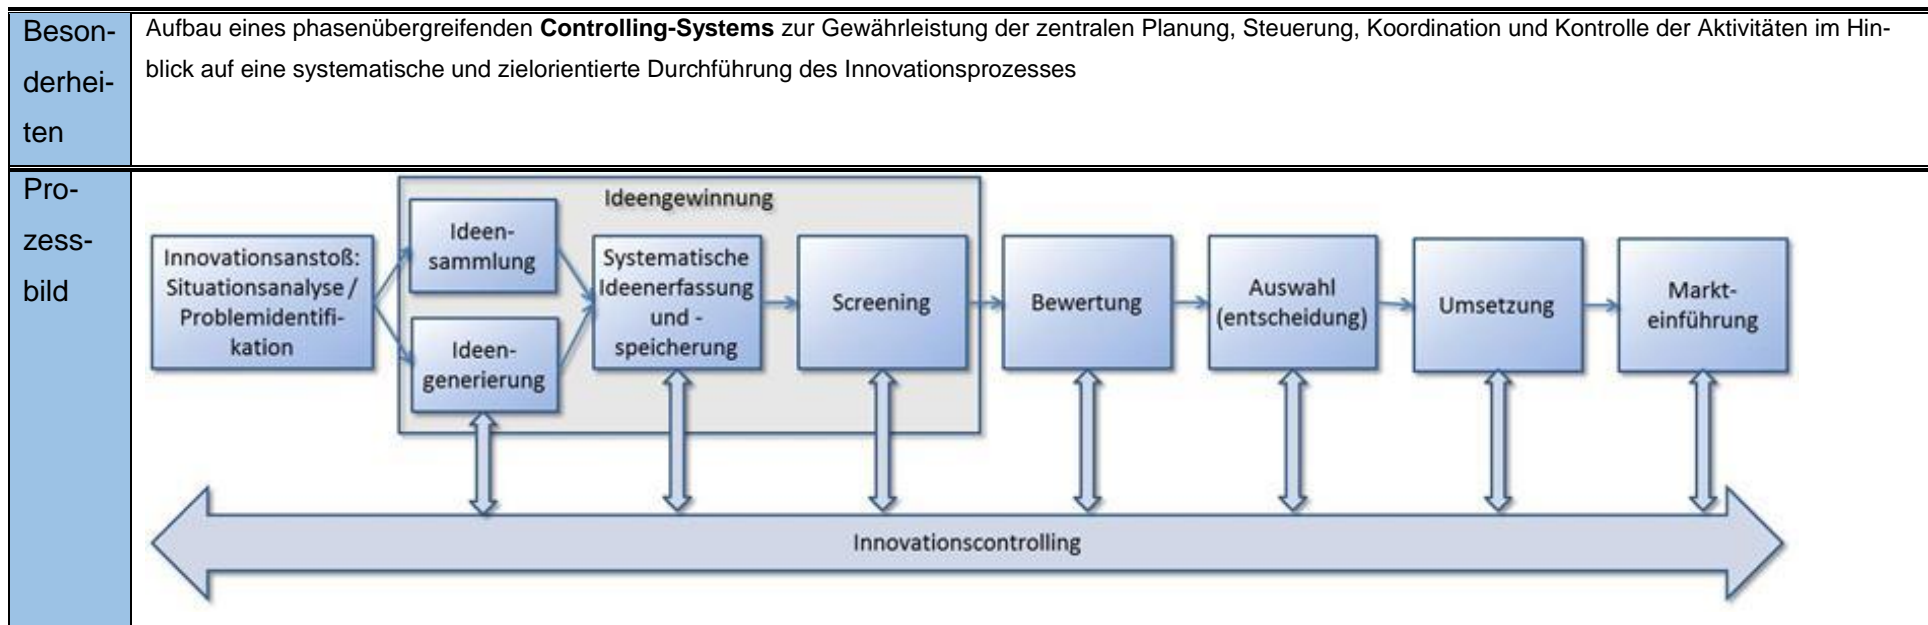 Beson-
derhei-
ten
Aufbau eines phasenübergreifenden Controlling-Systems zur Gewährleistung der zentralen Planung, Steuerung, Koordination und Kontrolle der Aktivitäten im Hin-
blick auf eine systematische und zielorientierte Durchführung des Innovationsprozesses
Pro-
zess-
bild
Ideengewinnung
Innovationsanstoß:
Situationsanalyse /
Problemidentifi-
kation
Ideen-
sammlung
Ideen-
generierung
Systematische
Ideenerfassung
und -
speicherung
Screening
Bewertung
Auswahl
(entscheidung)
Umsetzung
Markt-
einführung
Innovationscontrolling